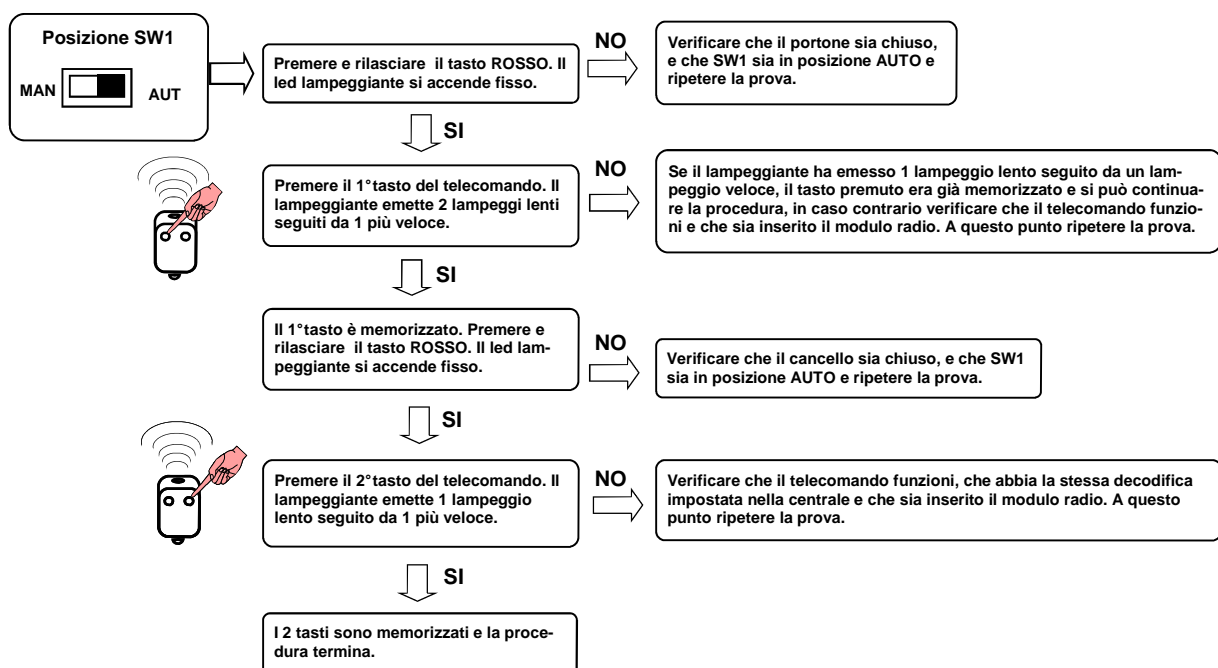 Posizione SW1
MAN
AUT
Premere e rilasciare il tasto ROSSO. Il
led lampeggiante si accende fisso.
NO
Verificare che il portone sia chiuso,
e che SW1 sia in posizione AUTO e
ripetere la prova.
SI
Premere il 1°tasto del telecomando. Il
lampeggiante emette 2 lampeggi lenti
seguiti da 1 più veloce.
NO
Se il lampeggiante ha emesso 1 lampeggio lento seguito da un lam-
peggio veloce, il tasto premuto era già memorizzato e si può continua-
re la procedura, in caso contrario verificare che il telecomando funzio-
ni e che sia inserito il modulo radio. A questo punto ripetere la prova.
SI
Il 1°tasto è memorizzato. Premere e
rilasciare il tasto ROSSO. Il led lam-
peggiante si accende fisso.
NO
Verificare che il cancello sia chiuso, e che SW1
sia in posizione AUTO e ripetere la prova.
SI
Premere il 2°tasto del telecomando. Il
lampeggiante emette 1 lampeggio
lento seguito da 1 più veloce.
NO
Verificare che il telecomando funzioni, che abbia la stessa decodifica
impostata nella centrale e che sia inserito il modulo radio. A questo
punto ripetere la prova.
SI
I 2 tasti sono memorizzati e la proce-
dura termina.